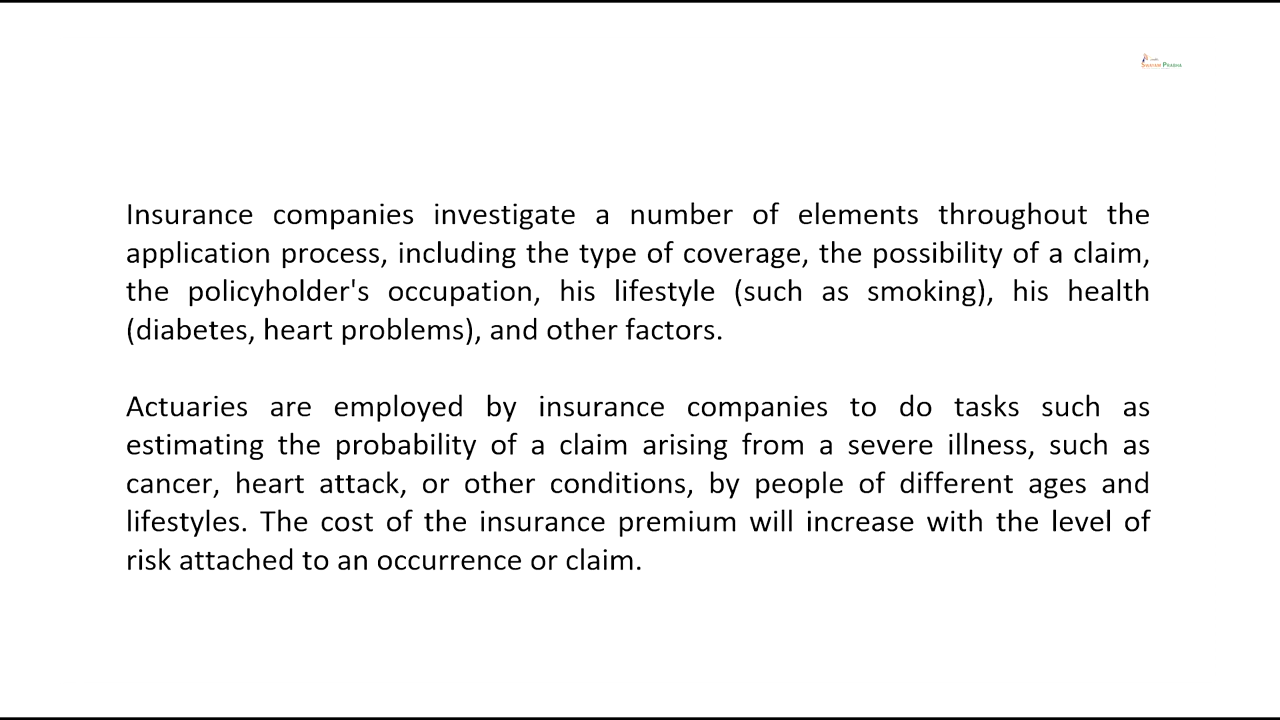 Swayam Prabha
Insurance companies investigate a number of elements throughout the
application process, including the type of coverage, the possibility of a claim,
the policyholder's occupation, his lifestyle (such as smoking), his health
(diabetes, heart problems), and other factors.
Actuaries are employed by insurance companies to do tasks such as
estimating the probability of a claim arising from a severe illness, such as
cancer, heart attack, or other conditions, by people of different ages and
lifestyles. The cost of the insurance premium will increase with the level of
risk attached to an occurrence or claim.